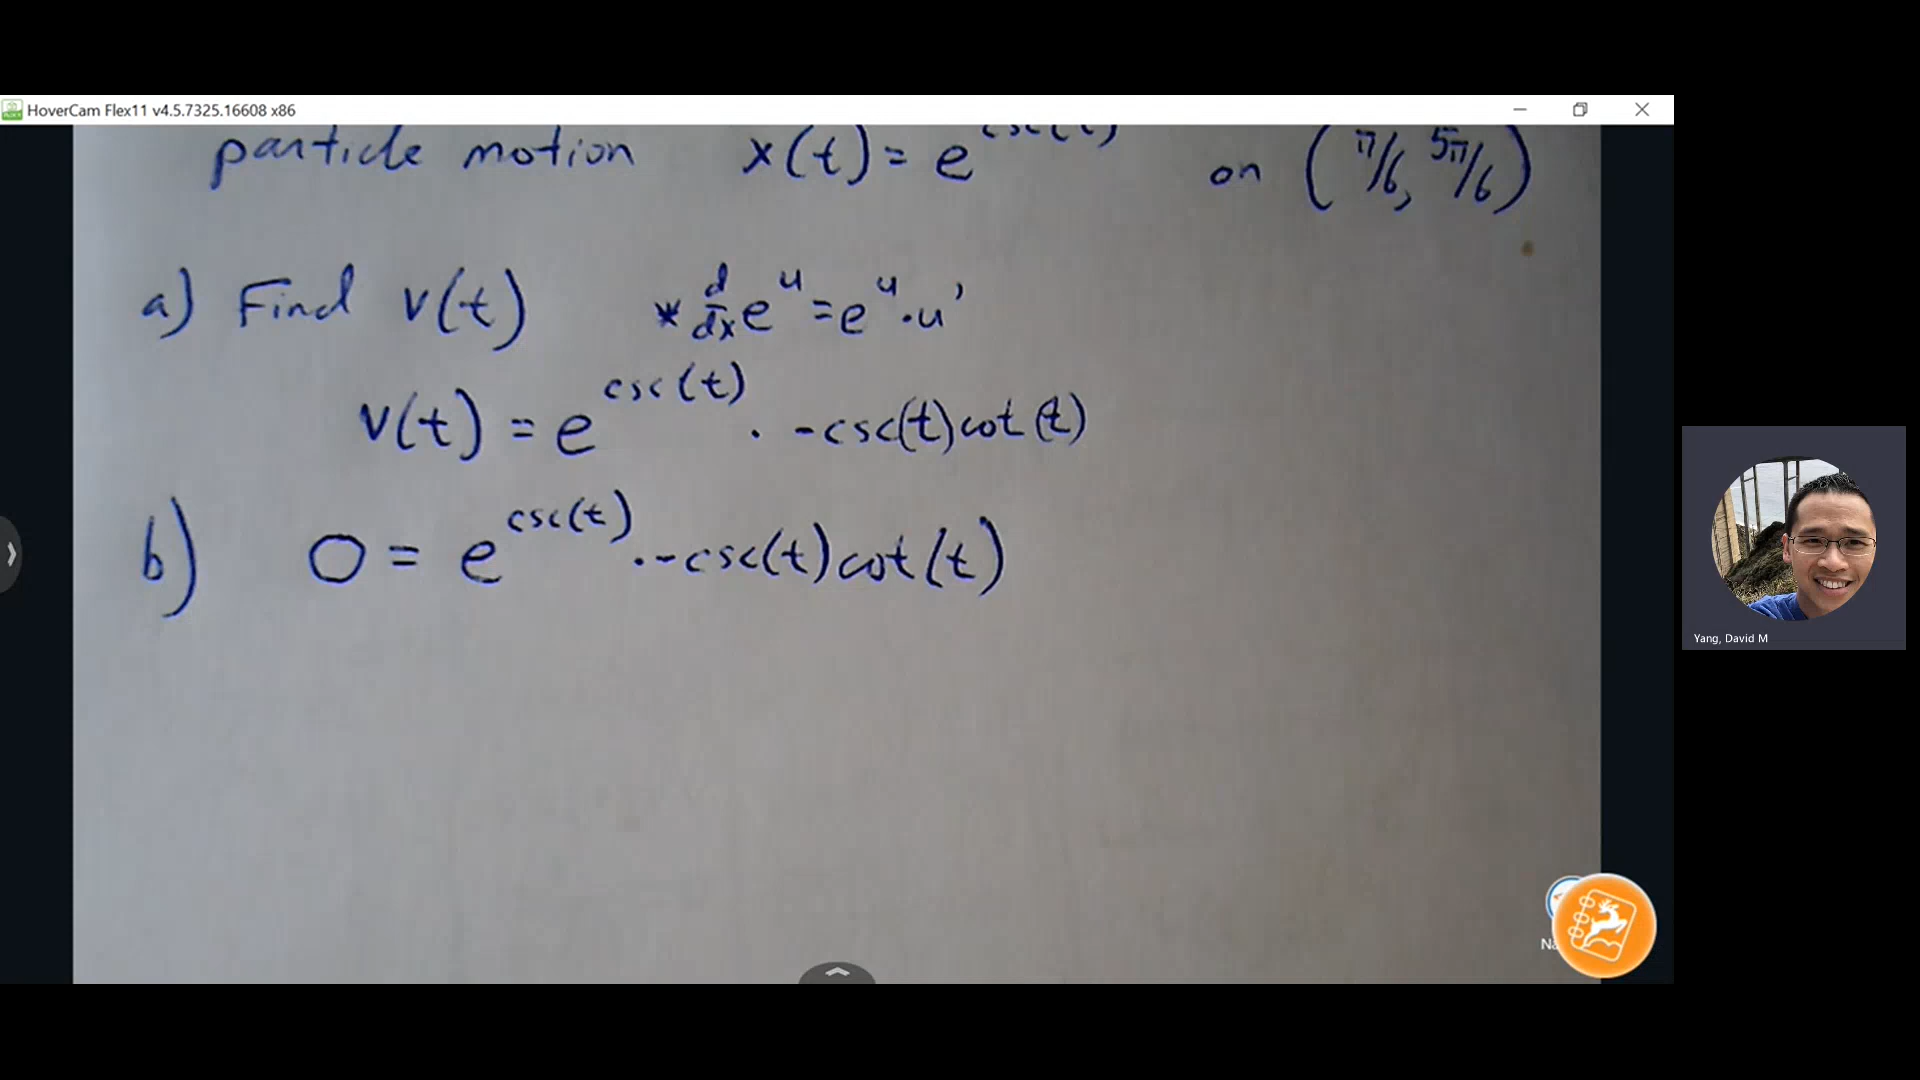 HoverCam Flex11 v4.5.7325.16608 x86
particle motion x(t) = e^csc(t) on (π/6, 5π/6)
a) Find v(t) * d/dx e^u = e^u · u'
v(t) = e^csc(t) · -csc(t)cot(t)
b) 0 = e^csc(t) · -csc(t)cot(t)
Yang, David M